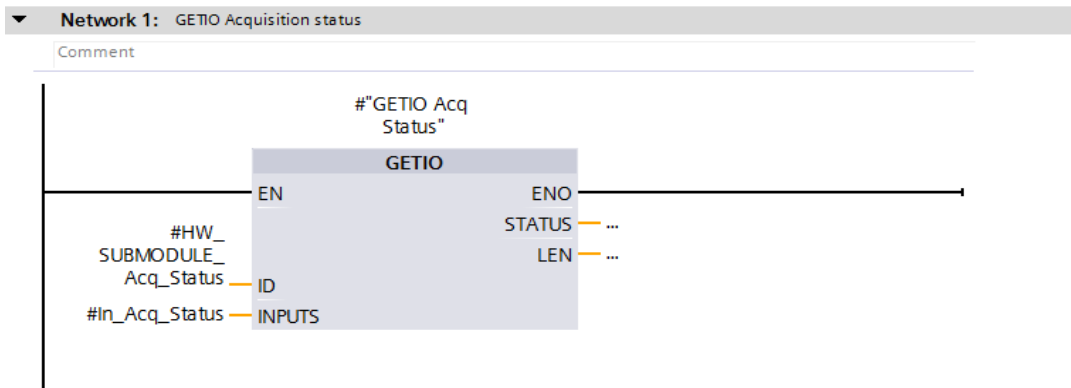 Network 1: GETIO Acquisition status
Comment
#"GETIO Acq
Status"
GETIO
EN
ENO
STATUS
...
#HW_
SUBMODULE_
Acq_Status
ID
LEN
...
#In_Acq_Status
INPUTS